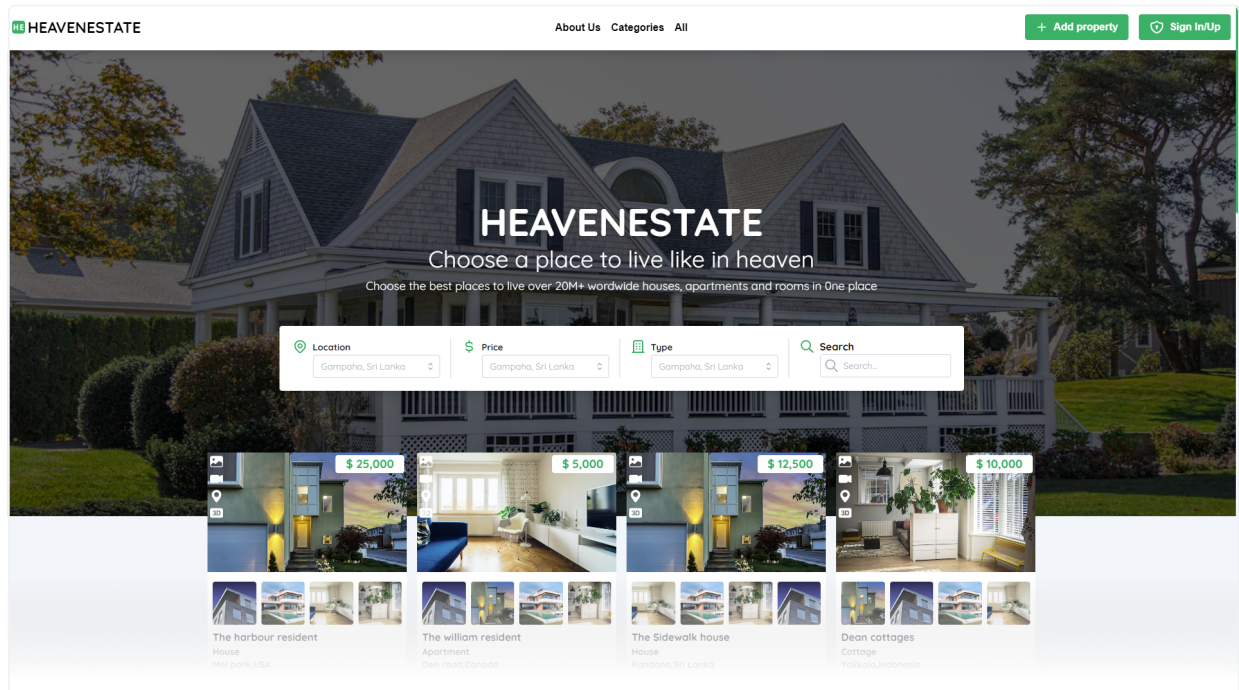 HE HEAVENESTATE
About Us Categories All
+ Add property
Sign In/Up
HEAVENESTATE
Choose a place to live like in heaven
Choose the best places to live over 20M+ wordwide houses, apartments and rooms in 0ne place
Location
Gampaha, Sri Lanka
$ Price
Gampaha, Sri Lanka
Type
Gampaha, Sri Lanka
Search
Search...
$ 25,000
3D
$ 5,000
3D
$ 12,500
3D
$ 10,000
3D
The harbour resident
House
Mel park,USA
The william resident
Apartment
Den road,Canada
The Sidewalk house
House
Kandana,Sri Lanka
Dean cottages
Cottage
Yakkala,Indonesia